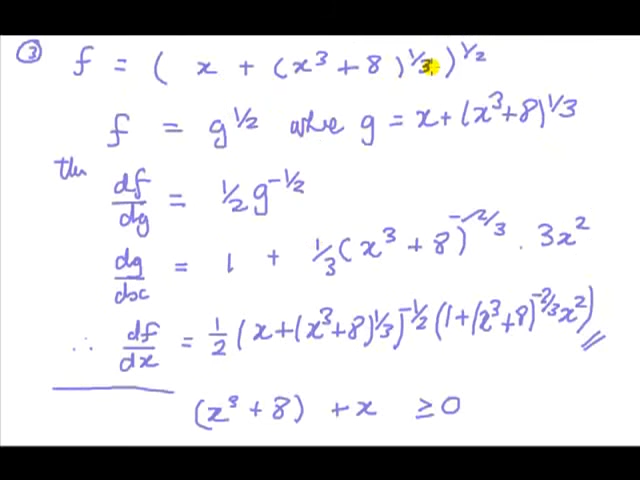 ③ f = ( x + (x³ + 8)^1/3 )^1/2
f = g^1/2 where g = x + (x³+8)^1/3
then
df/dg = 1/2 g^-1/2
dg/dx = 1 + 1/3 (x³ + 8)^-2/3 . 3x²
∴ df/dx = 1/2 (x + (x³+8)^1/3)^-1/2 (1 + (x³+8)^-2/3 x²) //
(x³ + 8) + x ≥ 0